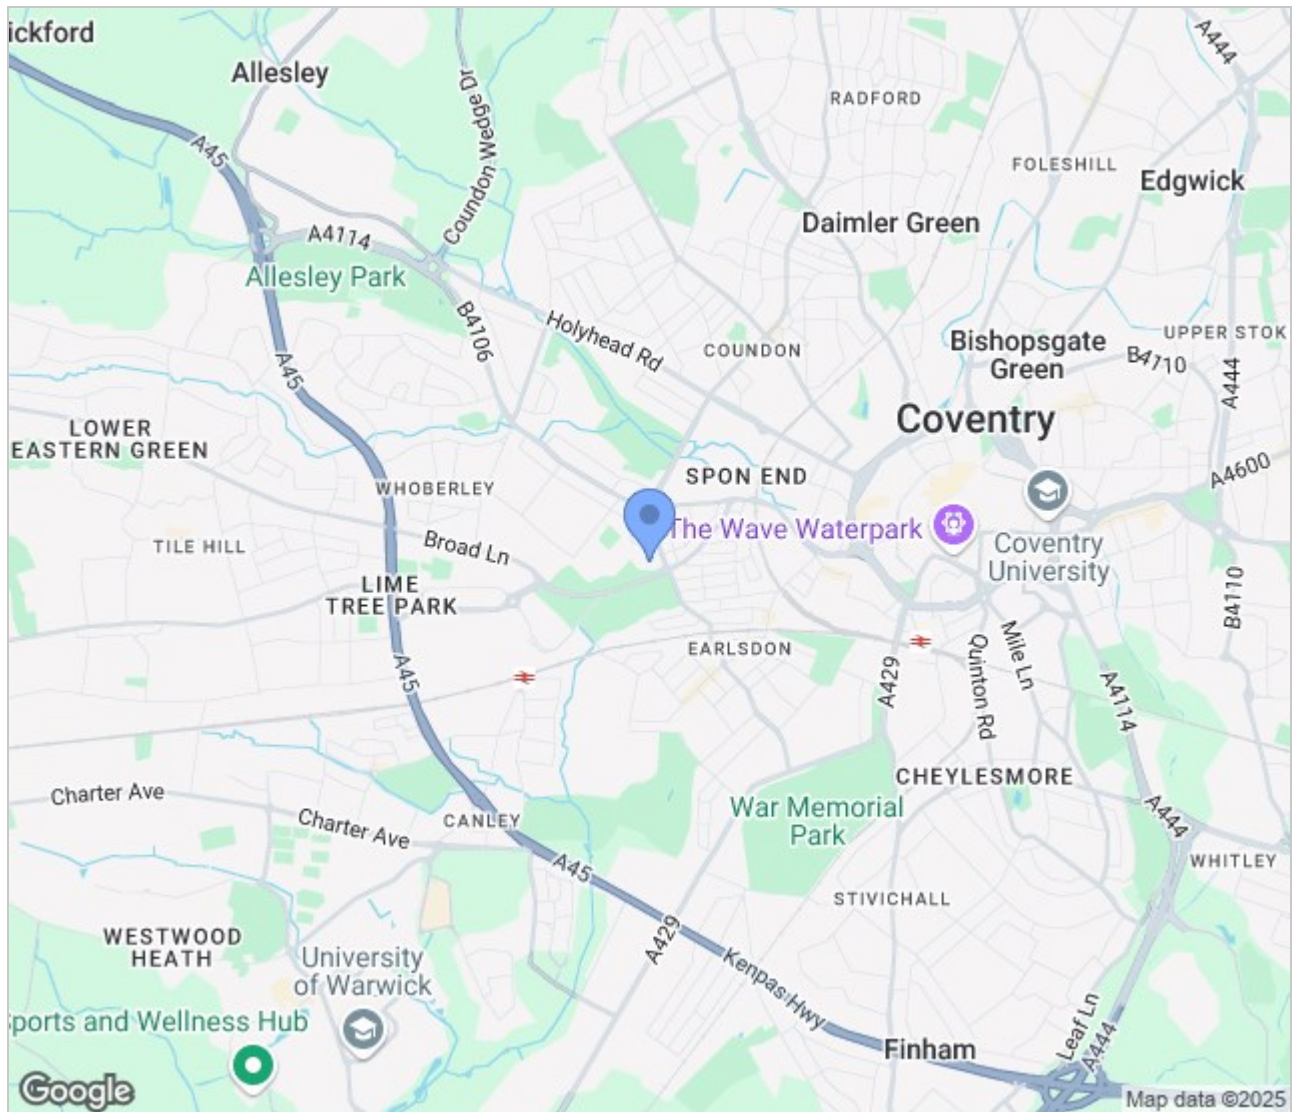 ickford
Allesley
Coundon Wedge Dr
RADFORD
A444
FOLESHILL
Edgwick
A45
A4114
Daimler Green
Allesley Park
B4106
Holyhead Rd
COUNDON
Bishopsgate
Green
UPPER STOK
B4110
A444
A45
Coventry
LOWER
EASTERN GREEN
SPON END
A4600
WHOBERLEY
The Wave Waterpark
Broad Ln
TILE HILL
Coventry
University
LIME
TREE PARK
B4110
EARLSDON
Mile Ln
Quinton Rd
A45
A429
A4114
CHEYLESMORE
Charter Ave
War Memorial
Park
A444
Charter Ave
CANLEY
WHITLEY
A45
STIVICHALL
WESTWOOD
HEATH
A429
University
of Warwick
Kenpas Hwy
Sports and Wellness Hub
Leaf Ln
Finham
A444
Google
Map data ©2025